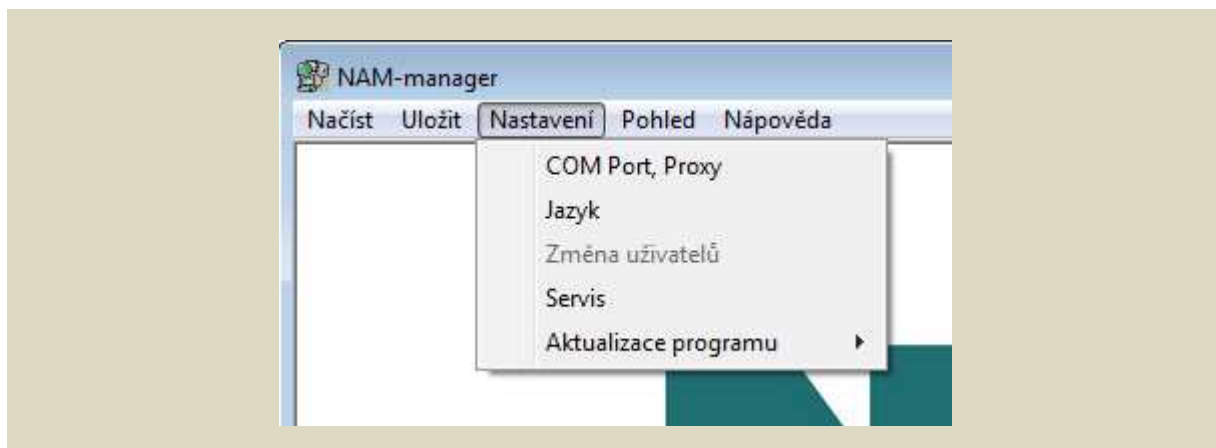 NAM-manager
Načíst Uložit Nastavení Pohled Nápověda
COM Port, Proxy
Jazyk
Změna uživatelů
Servis
Aktualizace programu